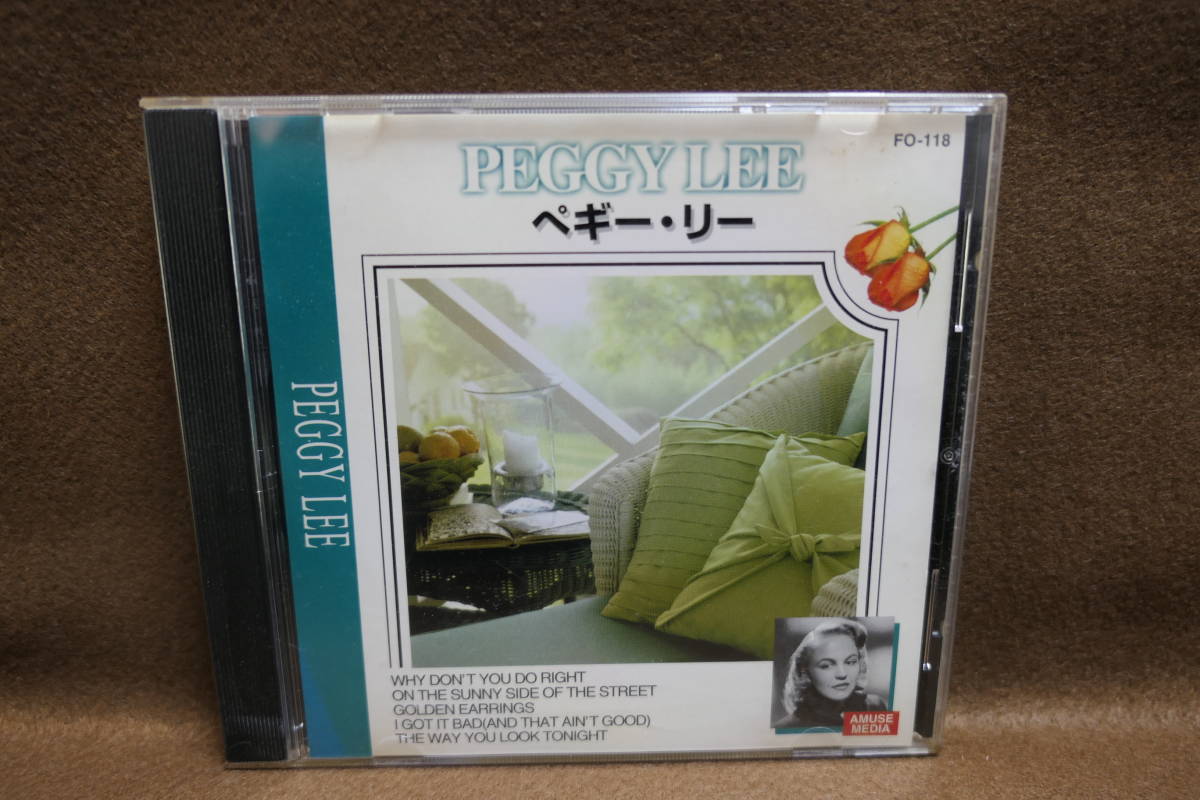 PEGGY LEE
FO-118
ペギー・リー
PEGGY LEE
WHY DON'T YOU DO RIGHT
ON THE SUNNY SIDE OF THE STREET
GOLDEN EARRINGS
I GOT IT BAD(AND THAT AIN'T GOOD)
THE WAY YOU LOOK TONIGHT
AMUSE
MEDIA